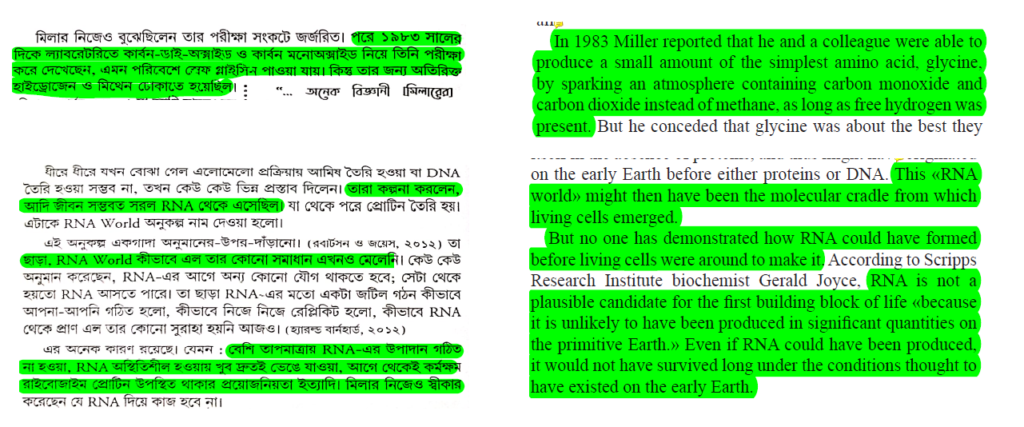 মিলার নিজেও বুঝেছিলেন তার পরীক্ষা সংকটে জর্জরিত। পরে ১৯৮৩ সালের
দিকে ল্যাবরেটরিতে কার্বন-ডাই-অক্সাইড ও কার্বন মনোঅক্সাইড নিয়ে তিনি পরীক্ষা
করে দেখেছেন, এমন পরিবেশে স্রেফ গ্লাইসিন পাওয়া যায়। কিন্তু তার জন্য অতিরিক্ত
হাইড্রোজেন ও মিথেন ঢোকাতে হয়েছিল।
"... অনেক বিজ্ঞানী [মিলারের]
ধীরে ধীরে যখন বোঝা গেল এলোমেলো প্রক্রিয়ায় আমিষ তৈরি হওয়া বা DNA
তৈরি হওয়া সম্ভব না, তখন কেউ কেউ ভিন্ন প্রস্তাব দিলেন। তারা কল্পনা করলেন,
আদি জীবন সম্ভবত সরল RNA থেকে এসেছিল। যা থেকে পরে প্রোটিন তৈরি হয়।
এটাকে RNA World অনুকল্প নাম দেওয়া হলো।
এই অনুকল্প একগাদা অনুমানের-উপর-দাঁড়ানো। (রবার্টসন ও জয়েস, ২০১২) তা
ছাড়া, RNA World কীভাবে এল তার কোনো সমাধান এখনও মেলেনি। কেউ কেউ
অনুমান করেছেন, RNA-এর আগে অন্য কোনো যৌগ থাকতে হবে; সেটা থেকে
হয়তো RNA আসতে পারে। তা ছাড়া RNA-এর মতো একটা জটিল গঠন কীভাবে
আপনা-আপনি গঠিত হলো, কীভাবে নিজে নিজে রেপ্লিকেট হলো, কীভাবে RNA
থেকে প্রাণ এল তার কোনো সুরাহা হয়নি আজও। (হ্যারল্ড বার্নহার্ড, ২০১২)
এর অনেক কারণ রয়েছে। যেমন : বেশি তাপমাত্রায় RNA-এর উপাদান গঠিত
না হওয়া, RNA অস্থিতিশীল হওয়ায় খুব দ্রুতই ভেঙে যাওয়া, আগে থেকেই কর্মক্ষম
রাইবোজাইম প্রোটিন উপস্থিত থাকার প্রয়োজনিয়তা ইত্যাদি। মিলার নিজেও স্বীকার
করেছেন যে RNA দিয়ে কাজ হবে না।
In 1983 Miller reported that he and a colleague were able to
produce a small amount of the simplest amino acid, glycine,
by sparking an atmosphere containing carbon monoxide and
carbon dioxide instead of methane, as long as free hydrogen was
present. But he conceded that glycine was about the best they
on the early Earth before either proteins or DNA. This «RNA
world» might then have been the molecular cradle from which
living cells emerged.
But no one has demonstrated how RNA could have formed
before living cells were around to make it. According to Scripps
Research Institute biochemist Gerald Joyce, RNA is not a
plausible candidate for the first building block of life «because
it is unlikely to have been produced in significant quantities on
the primitive Earth.» Even if RNA could have been produced,
it would not have survived long under the conditions thought to
have existed on the early Earth.